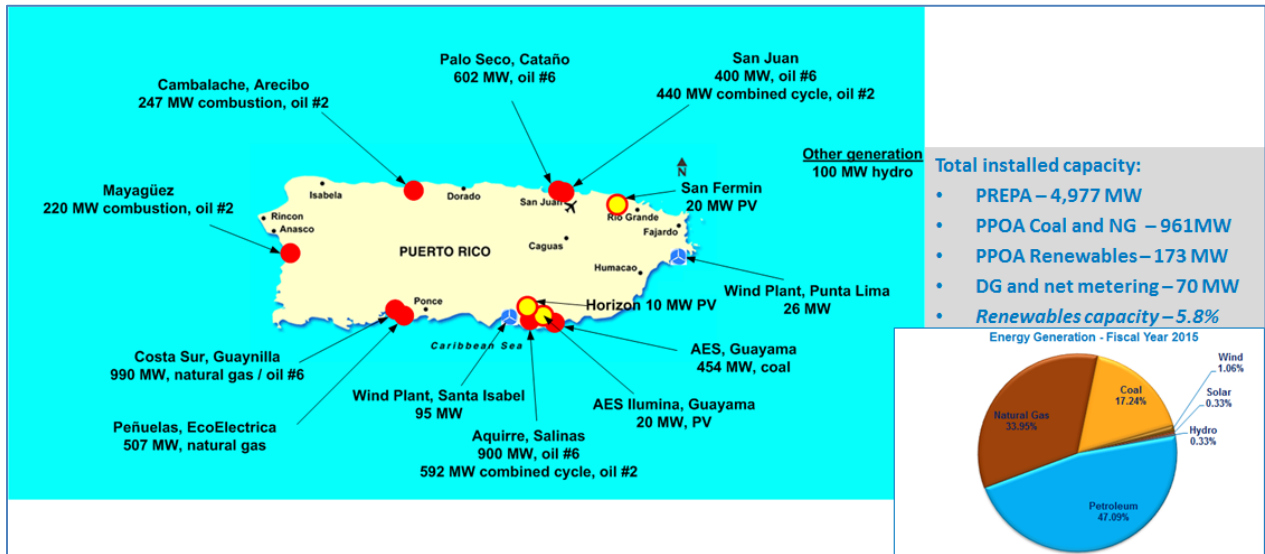 Palo Seco, Cataño
602 MW, oil #6
San Juan
400 MW, oil #6
440 MW combined cycle, oil #2
Cambalache, Arecibo
247 MW combustion, oil #2
Other generation
100 MW hydro
Mayagüez
220 MW combustion, oil #2
N
San Fermin
20 MW PV
Isabela
Dorado
San Juan
Rio Grande
Rincon
Anasco
Fajardo
PUERTO RICO
Caguas
Humacao
Wind Plant, Punta Lima
26 MW
Ponce
Horizon 10 MW PV
Caribbean Sea
Costa Sur, Guaynilla
990 MW, natural gas / oil #6
AES, Guayama
454 MW, coal
Wind Plant, Santa Isabel
95 MW
AES Ilumina, Guayama
20 MW, PV
Peñuelas, EcoElectrica
507 MW, natural gas
Aquirre, Salinas
900 MW, oil #6
592 MW combined cycle, oil #2
Total installed capacity:
• PREPA – 4,977 MW
• PPOA Coal and NG – 961MW
• PPOA Renewables – 173 MW
• DG and net metering – 70 MW
• Renewables capacity – 5.8%
Energy Generation - Fiscal Year 2015
Wind
1.06%
Solar
0.33%
Hydro
0.33%
Coal
17.24%
Natural Gas
33.95%
Petroleum
47.09%